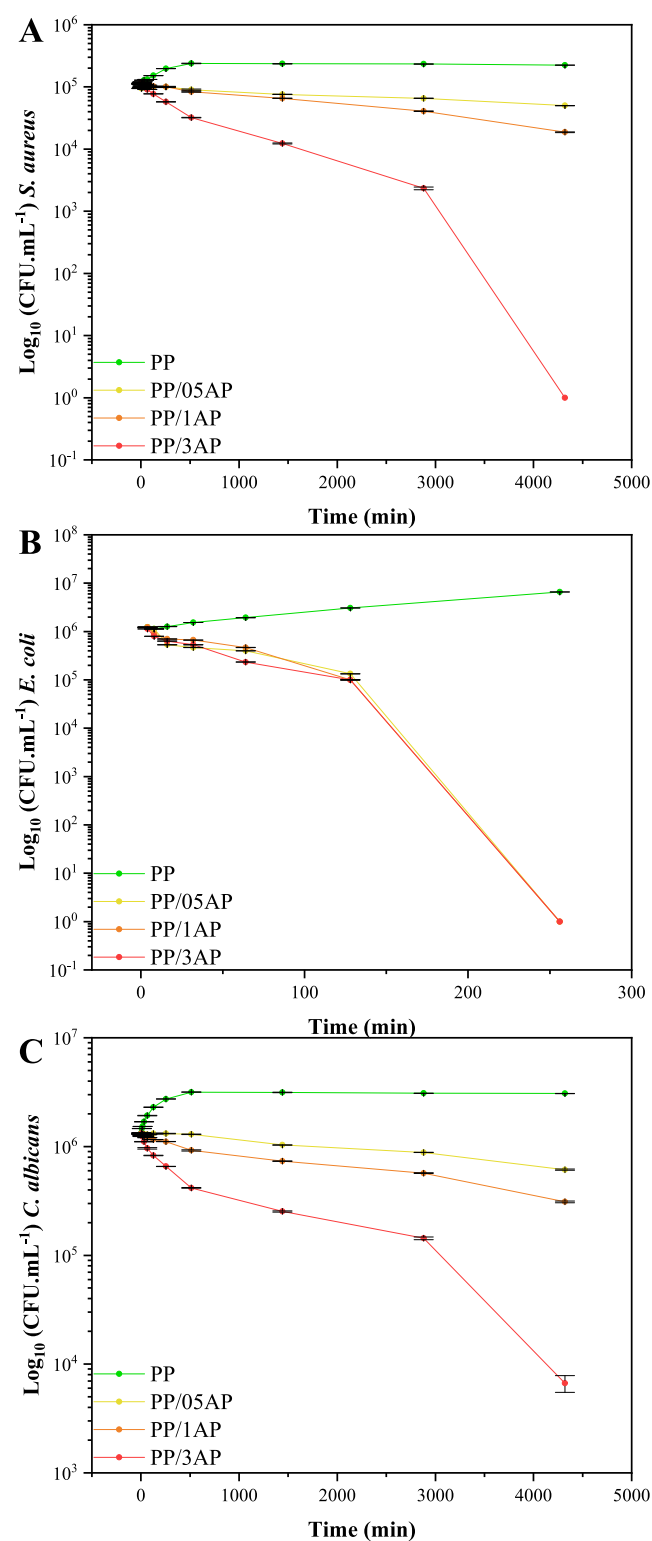 A
Log10 (CFU.mL-1) S. aureus
10^6
10^5
10^4
10^3
10^2
10^1
10^0
10^-1
PP
PP/05AP
PP/1AP
PP/3AP
0 1000 2000 3000 4000 5000
Time (min)
B
Log10 (CFU.mL-1) E. coli
10^8
10^7
10^6
10^5
10^4
10^3
10^2
10^1
10^0
10^-1
PP
PP/05AP
PP/1AP
PP/3AP
0 100 200 300
Time (min)
C
Log10 (CFU.mL-1) C. albicans
10^7
10^6
10^5
10^4
10^3
PP
PP/05AP
PP/1AP
PP/3AP
0 1000 2000 3000 4000 5000
Time (min)